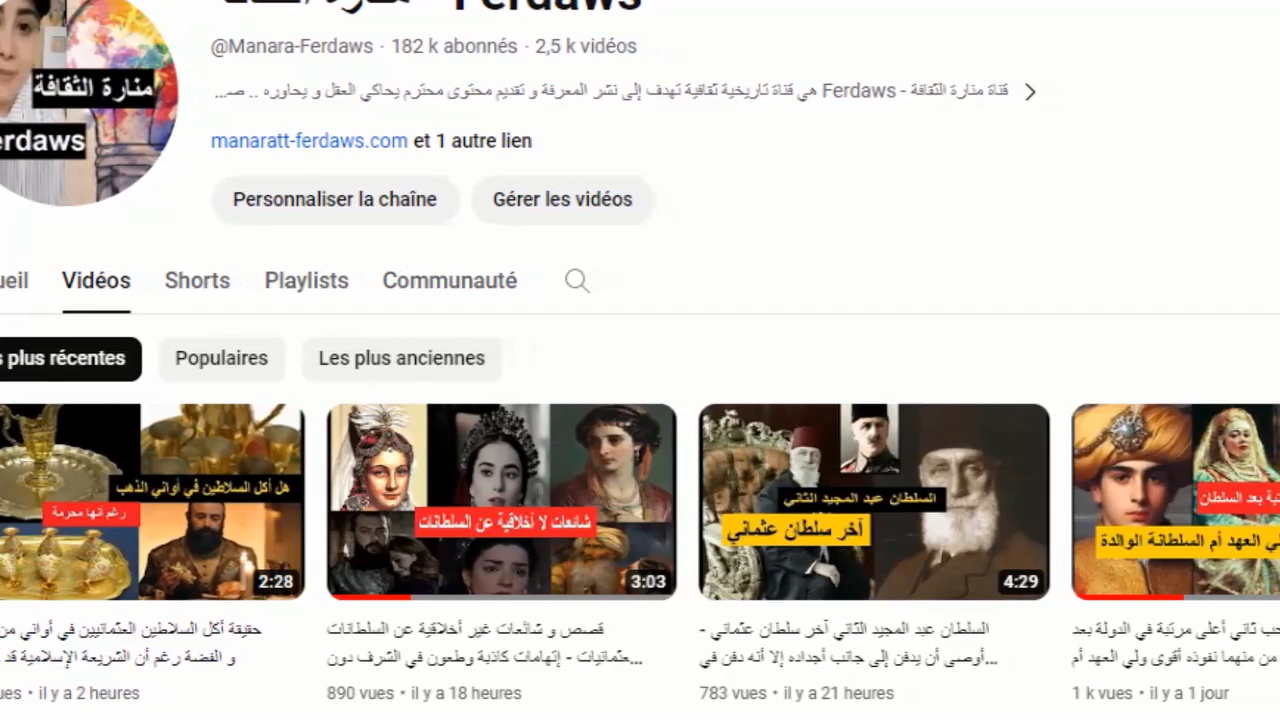 Ferdaws
@Manara-Ferdaws · 182 k abonnés · 2,5 k vidéos
منارة الثقافة
قناة منارة الثقافة - Ferdaws هي قناة تاريخية ثقافية تهدف إلى نشر المعرفة و تقديم محتوى محترم يحاكي العقل و يحاوره .. صـ...
erdaws
manaratt-ferdaws.com et 1 autre lien
Personnaliser la chaîne
Gérer les vidéos
ueil Vidéos Shorts Playlists Communauté
s plus récentes Populaires Les plus anciennes
هل أكل السلاطين في أواني الذهب
رغم أنها محرمة
2:28
شائعات لا أخلاقية عن السلطانات
3:03
السلطان عبد المجيد الثاني
آخر سلطان عثماني
4:29
تبة بعد السلطان
لي العهد أم السلطانة الوالدة
حقيقة أكل السلاطين العثمانيين في أواني من
و الفضة رغم أن الشريعة الإسلامية قد
ues • il y a 2 heures
قصص و شائعات غير أخلاقية عن السلطانات
...عثمانيات - إتهامات كاذبة وطعون في الشرف دون
890 vues • il y a 18 heures
السلطان عبد المجيد الثاني آخر سلطان عثماني -
...أوصى أن يدفن إلى جانب أجداده إلا أنه دفن في
783 vues • il y a 21 heures
حب ثاني أعلى مرتبة في الدولة بعد
من منهما نفوذه أقوى ولي العهد أم
1 k vues • il y a 1 jour